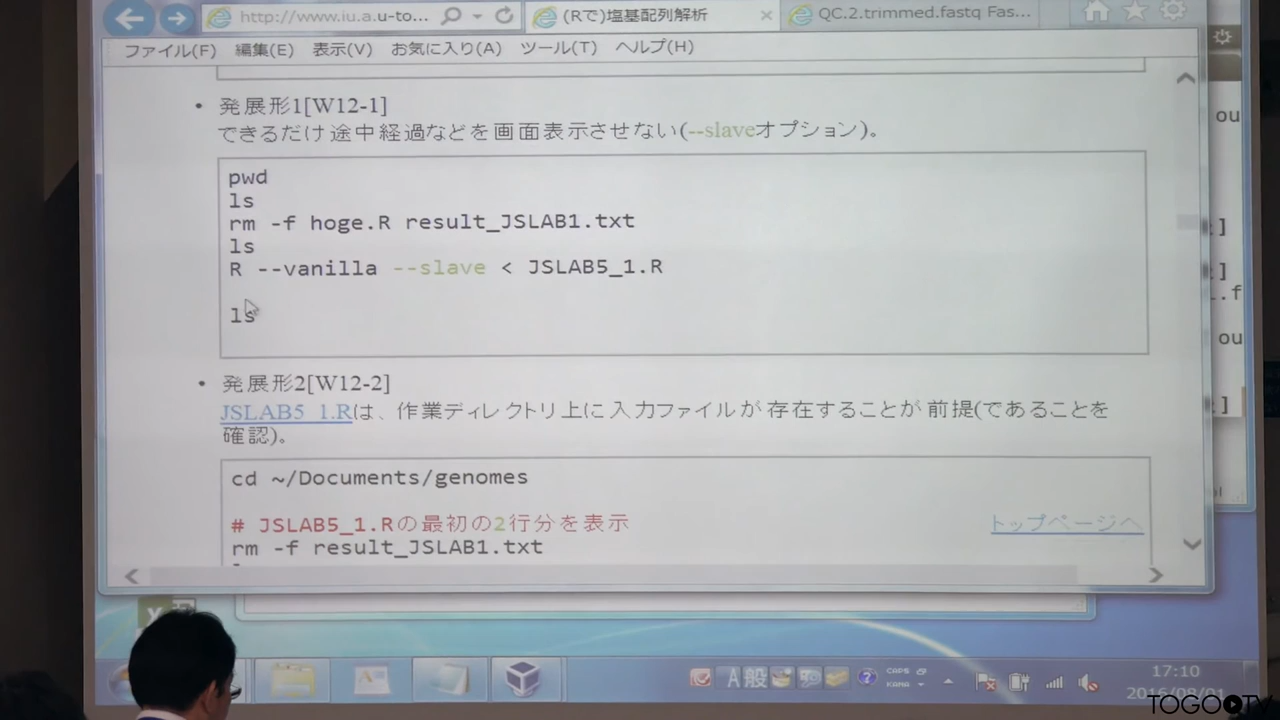 http://www.iu.a.u-to...
(Rで)塩基配列解析
QC.2.trimmed.fastq Fas...
ファイル(F) 編集(E) 表示(V) お気に入り(A) ツール(T) ヘルプ(H)
• 発展形1[W12-1]
できるだけ途中経過などを画面表示させない(--slaveオプション)。
pwd
ls
rm -f hoge.R result_JSLAB1.txt
ls
R --vanilla --slave < JSLAB5_1.R
ls
• 発展形2[W12-2]
JSLAB5_1.Rは、作業ディレクトリ上に入力ファイルが存在することが前提(であることを
確認)。
cd ~/Documents/genomes
# JSLAB5_1.Rの最初の2行分を表示
トップページへ
rm -f result_JSLAB1.txt
ou
]
]
.f
ou
]
A 般
CAPS
KANA
17:10
2016/08/01
TOGOTV